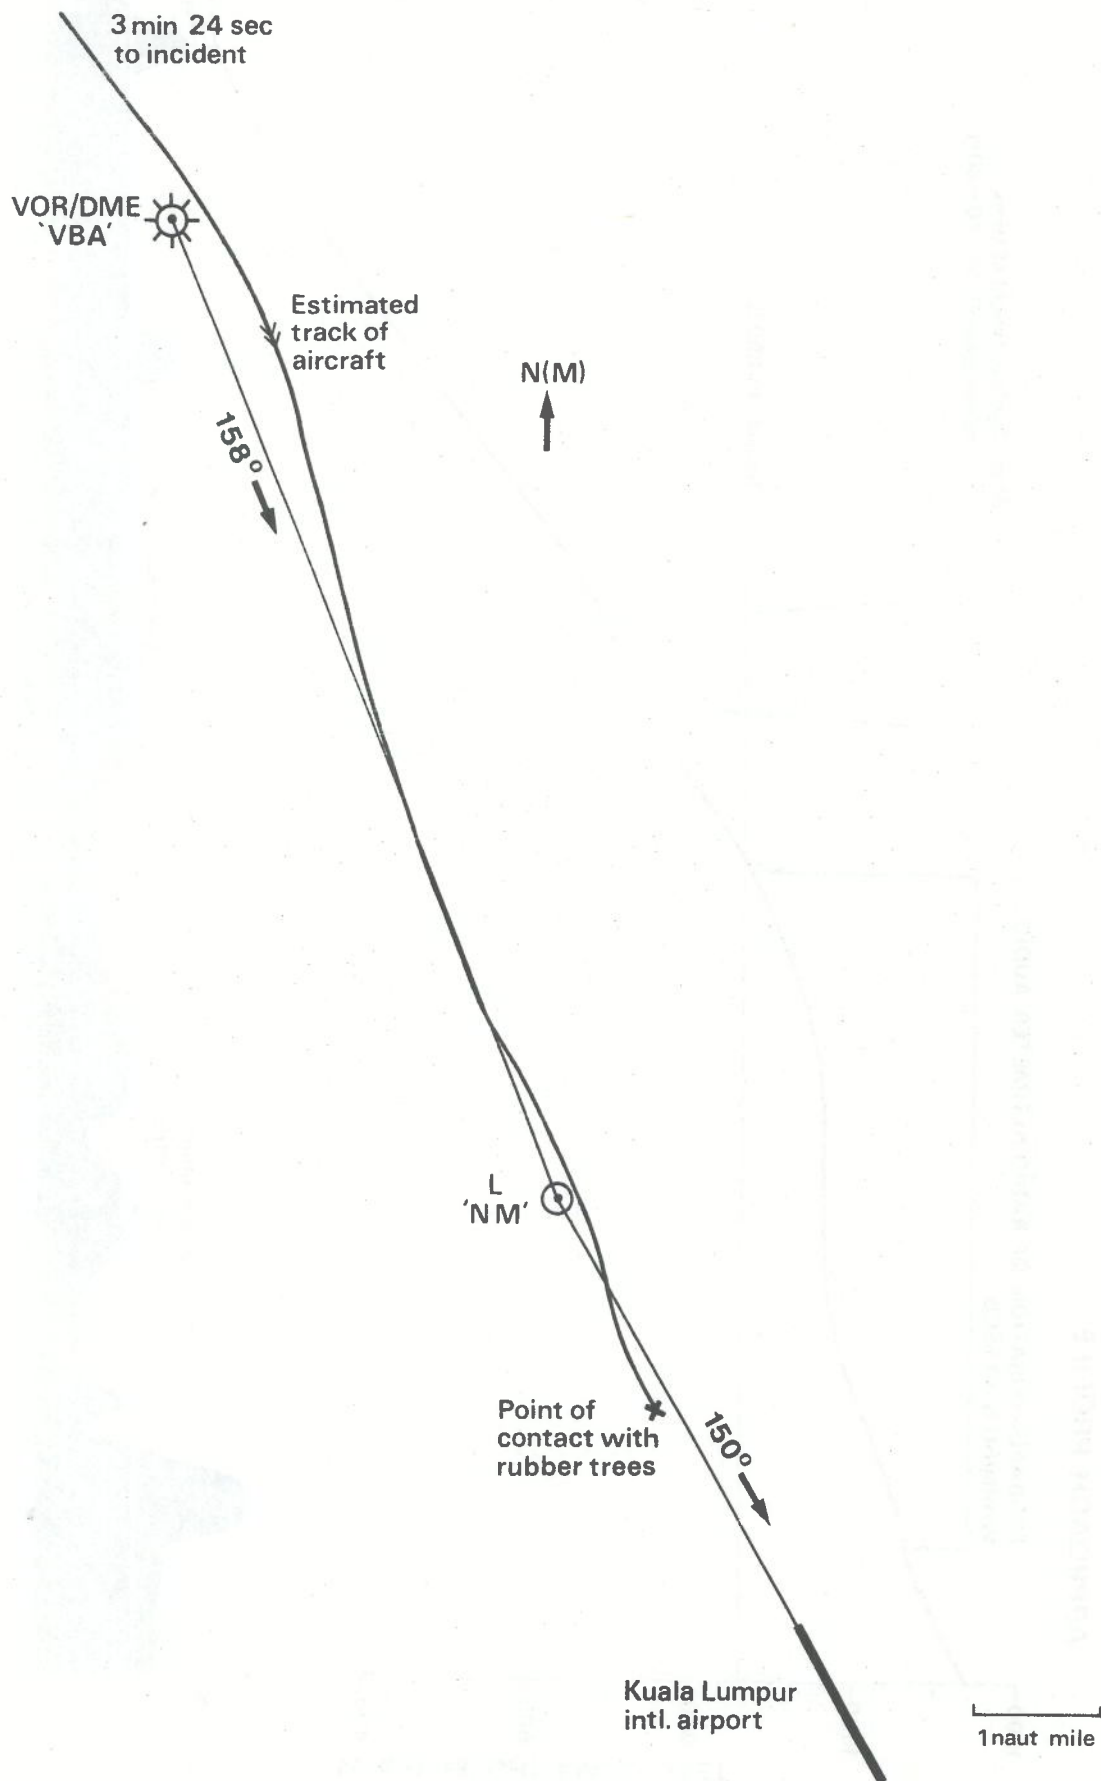 3 min 24 sec
to incident
VOR/DME
‘VBA’
Estimated
track of
aircraft
N(M)
158°
L
‘NM’
Point of
contact with
rubber trees
150°
Kuala Lumpur
intl. airport
1 naut mile